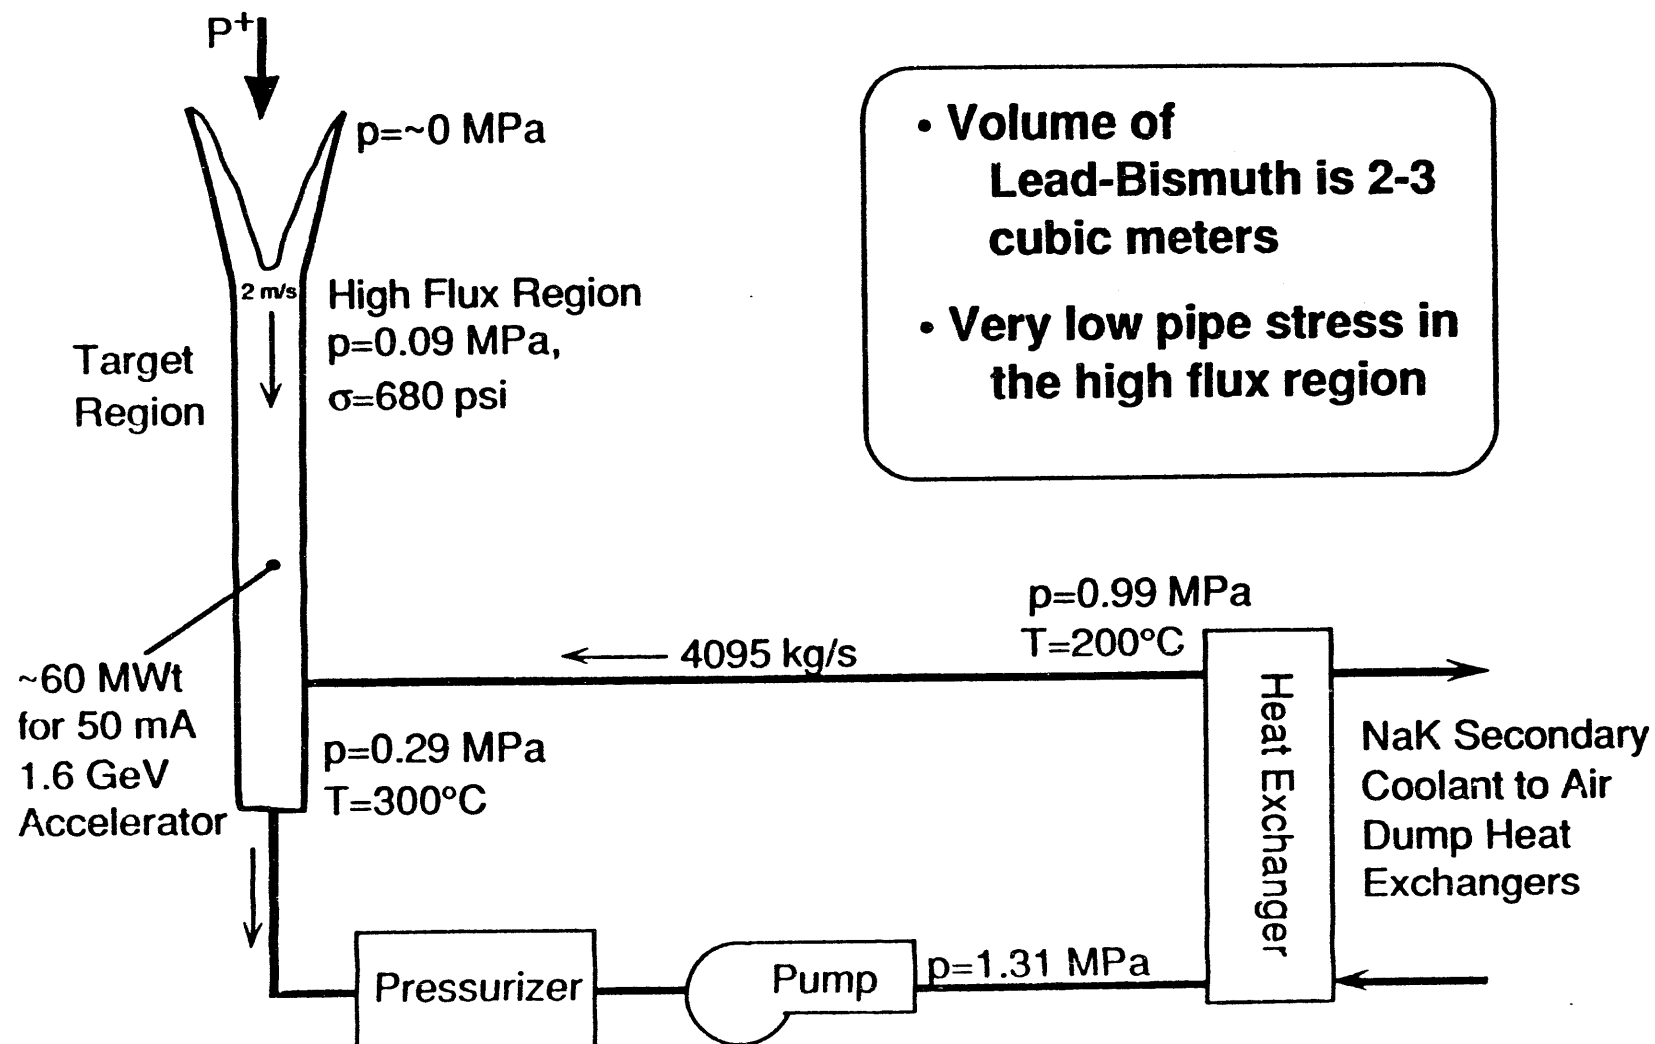 P+
p=~0 MPa
• Volume of
Lead-Bismuth is 2-3
cubic meters
• Very low pipe stress in
the high flux region
2 m/s
High Flux Region
p=0.09 MPa,
σ=680 psi
Target
Region
~60 MWt
for 50 mA
1.6 GeV
Accelerator
4095 kg/s
p=0.99 MPa
T=200°C
p=0.29 MPa
T=300°C
Heat Exchanger
NaK Secondary
Coolant to Air
Dump Heat
Exchangers
Pressurizer
Pump
p=1.31 MPa